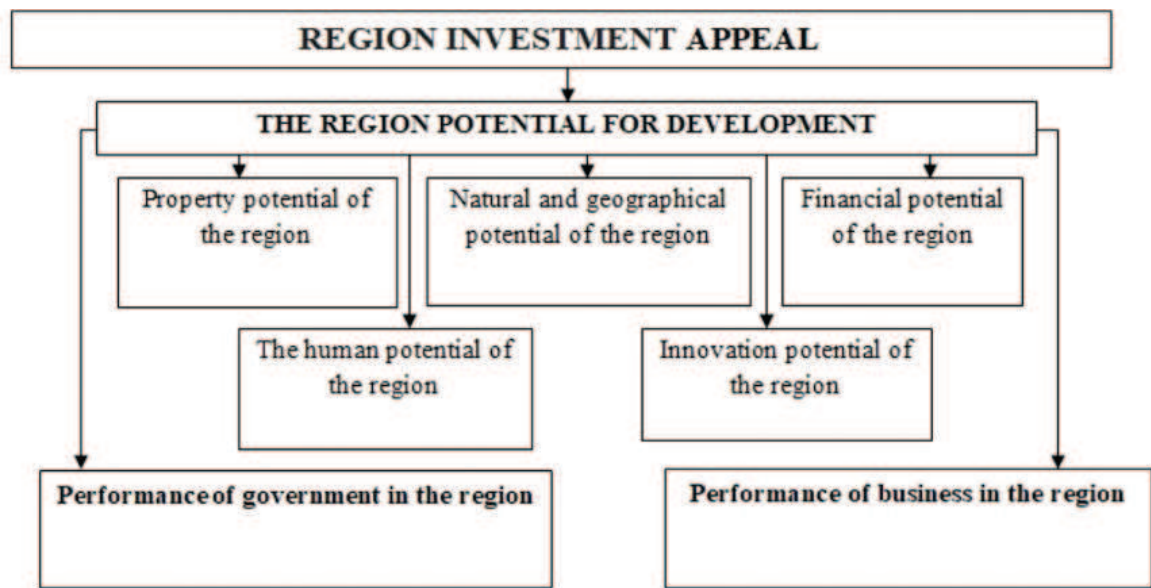 REGION INVESTMENT APPEAL
THE REGION POTENTIAL FOR DEVELOPMENT
Property potential of
the region
Natural and geographical
potential of the region
Financial potential
of the region
The human potential of
the region
Innovation potential of
the region
Performance of government in the region
Performance of business in the region